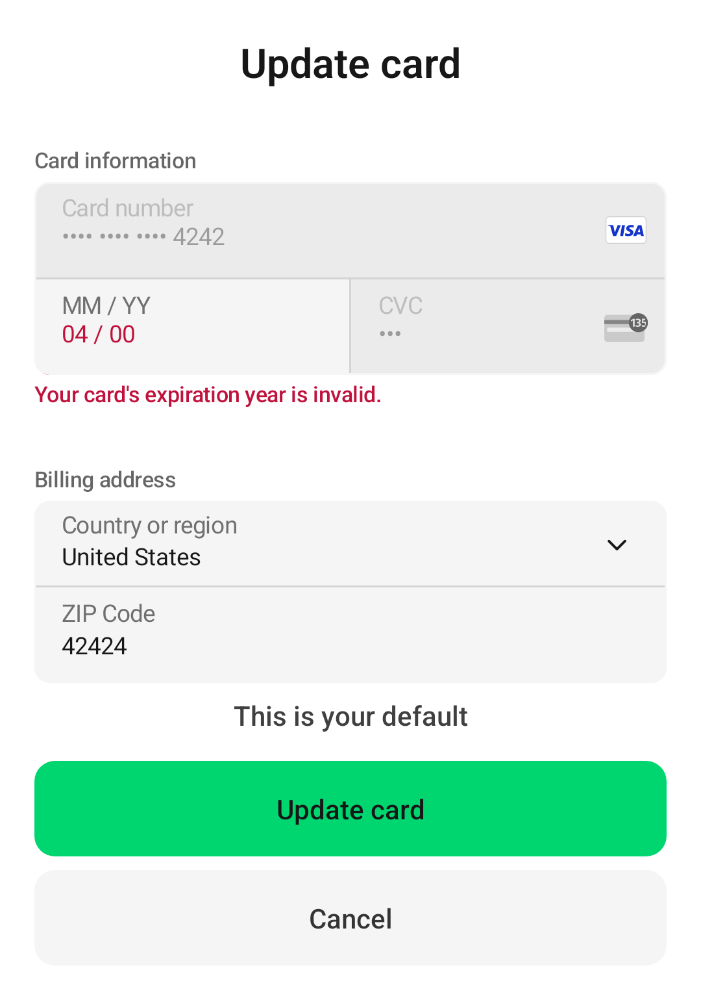 Update card
Card information
Card number
•••• •••• •••• 4242
VISA
MM / YY
04 / 00
CVC
•••
135
Your card's expiration year is invalid.
Billing address
Country or region
United States
ZIP Code
42424
This is your default
Update card
Cancel